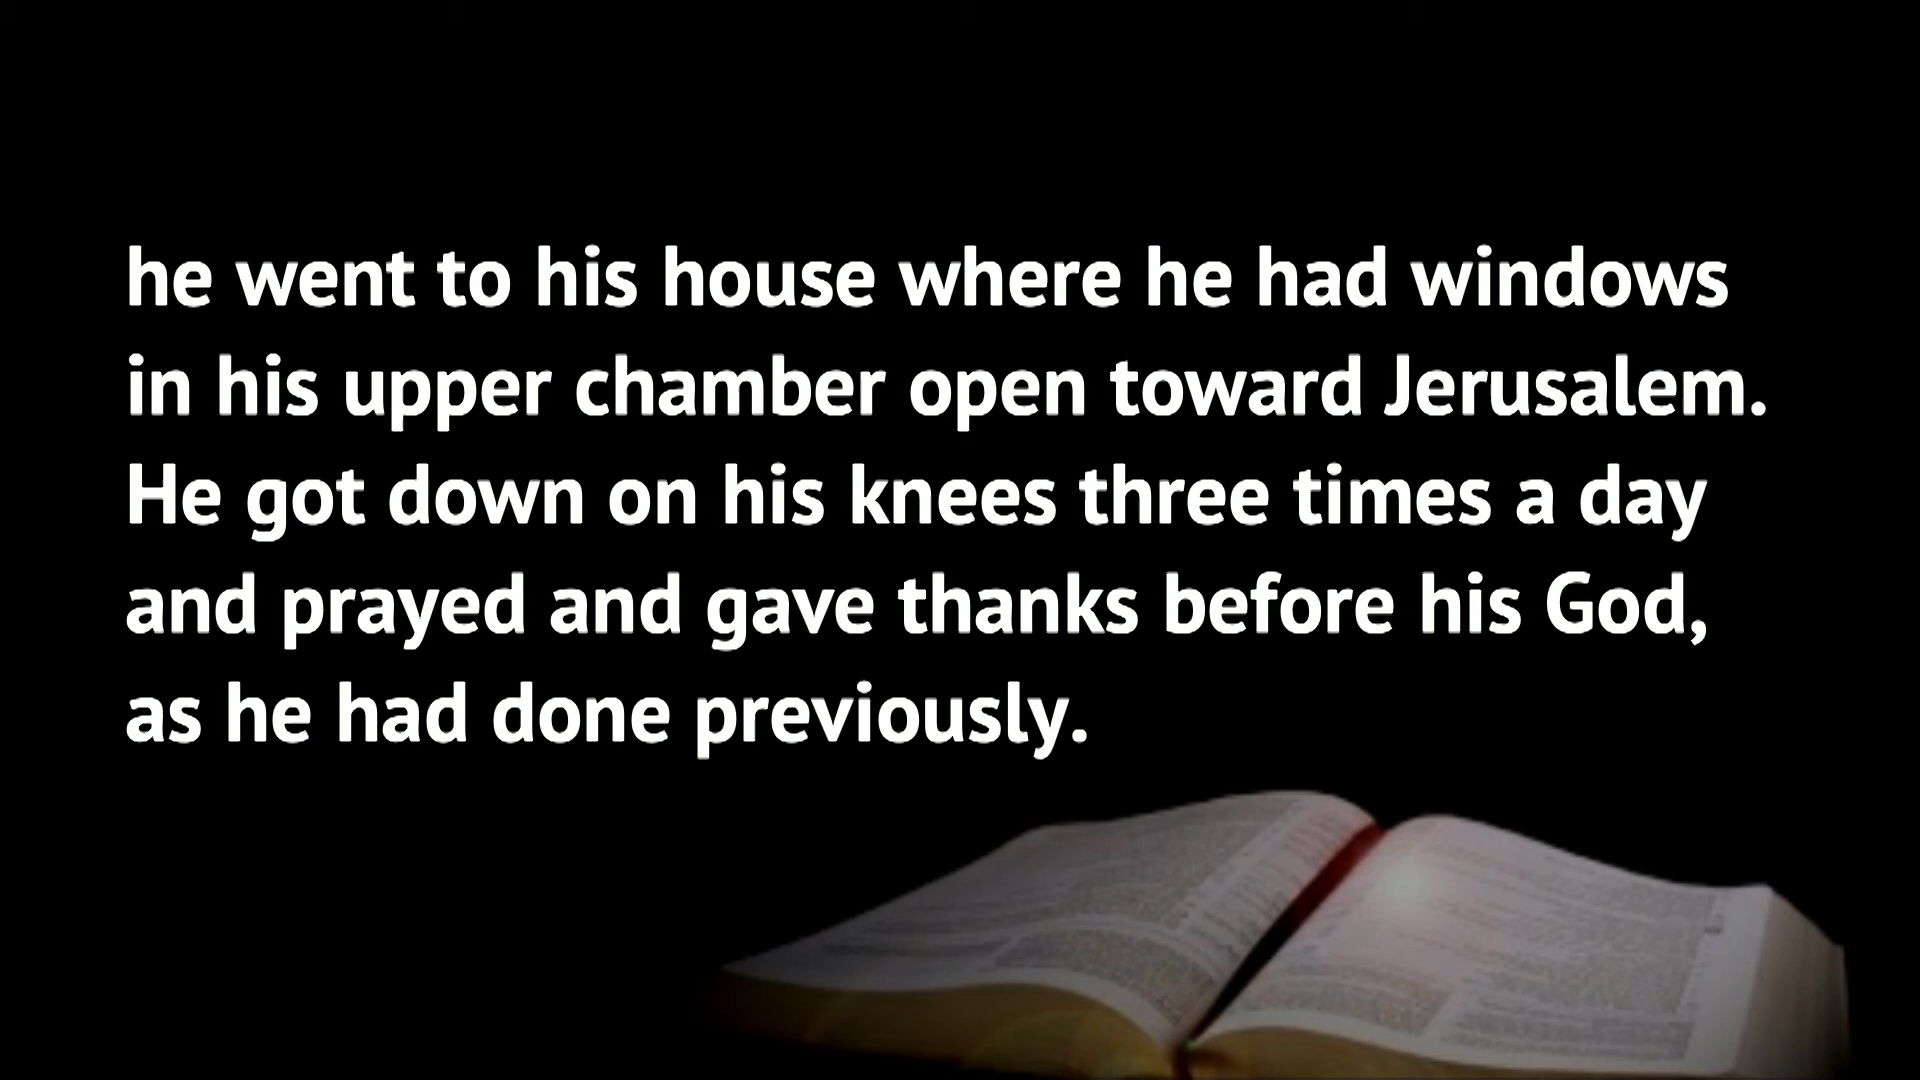 he went to his house where he had windows
in his upper chamber open toward Jerusalem.
He got down on his knees three times a day
and prayed and gave thanks before his God,
as he had done previously.